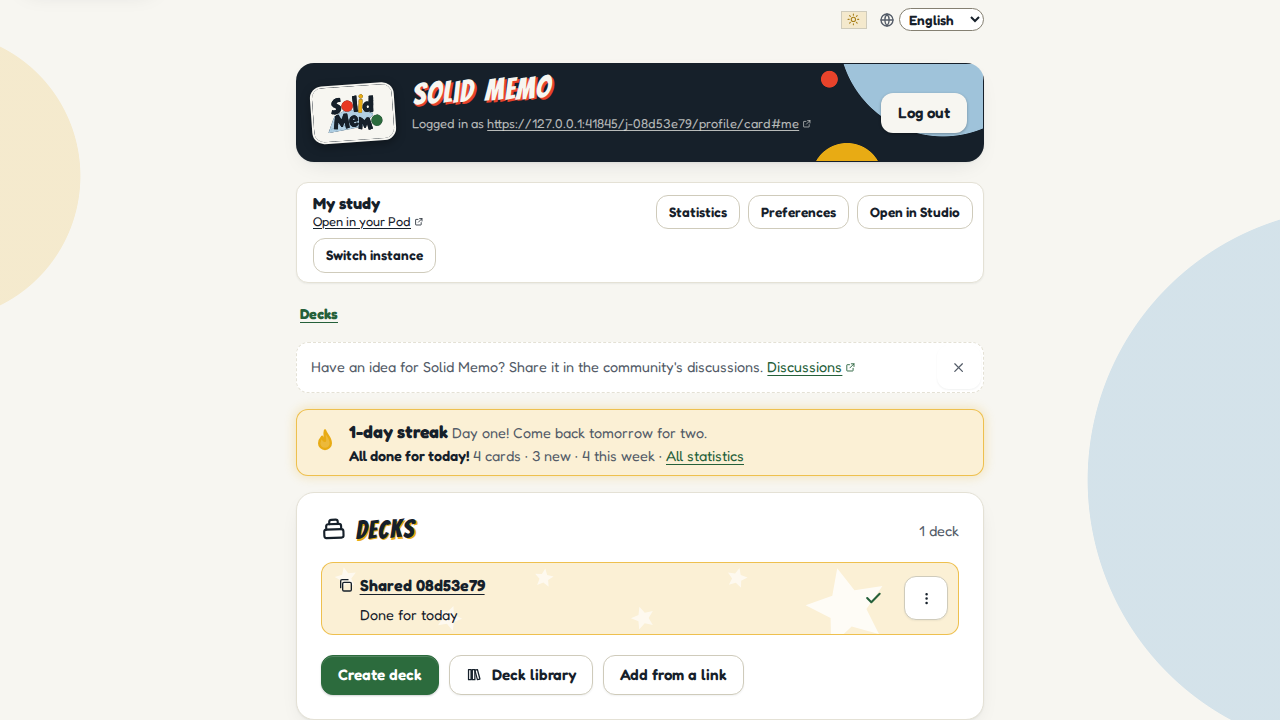 English
Solid Memo
SOLID MEMO
Logged in as https://127.0.0.1:41845/j-08d53e79/profile/card#me
Log out
My study
Open in your Pod
Statistics
Preferences
Open in Studio
Switch instance
Decks
Have an idea for Solid Memo? Share it in the community's discussions. Discussions
1-day streak Day one! Come back tomorrow for two.
All done for today! 4 cards · 3 new · 4 this week · All statistics
DECKS
1 deck
Shared 08d53e79
Done for today
Create deck
Deck library
Add from a link